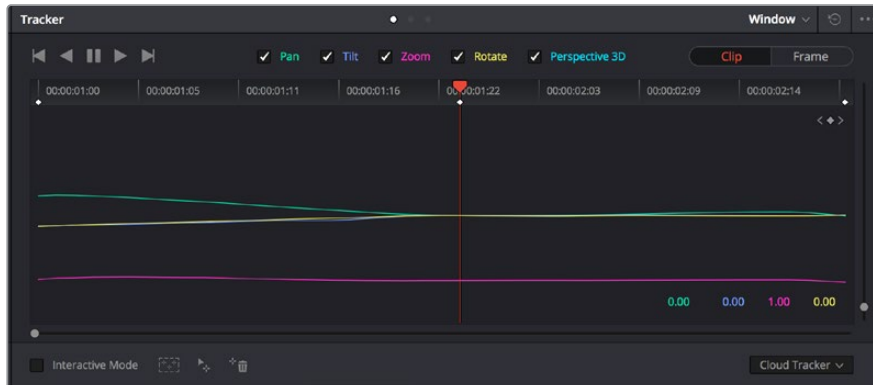 Tracker Window
Pan Tilt Zoom Rotate Perspective 3D Clip Frame
00:00:01:00 00:00:01:05 00:00:01:11 00:00:01:16 00:00:01:22 00:00:02:03 00:00:02:09 00:00:02:14
0.00 0.00 1.00 0.00
Interactive Mode Cloud Tracker